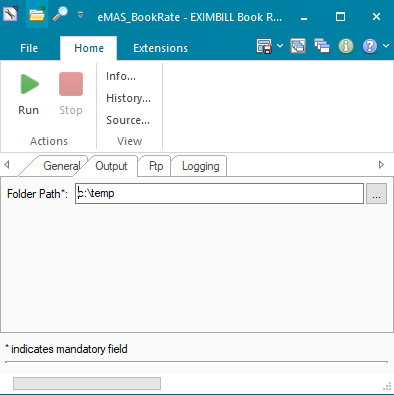 eMAS_BookRate - EXIMBILL Book R...
File Home Extensions
Run Stop
Info...
History...
Source...
Actions View
General Output Ftp Logging
Folder Path*: c:\temp ...
* indicates mandatory field